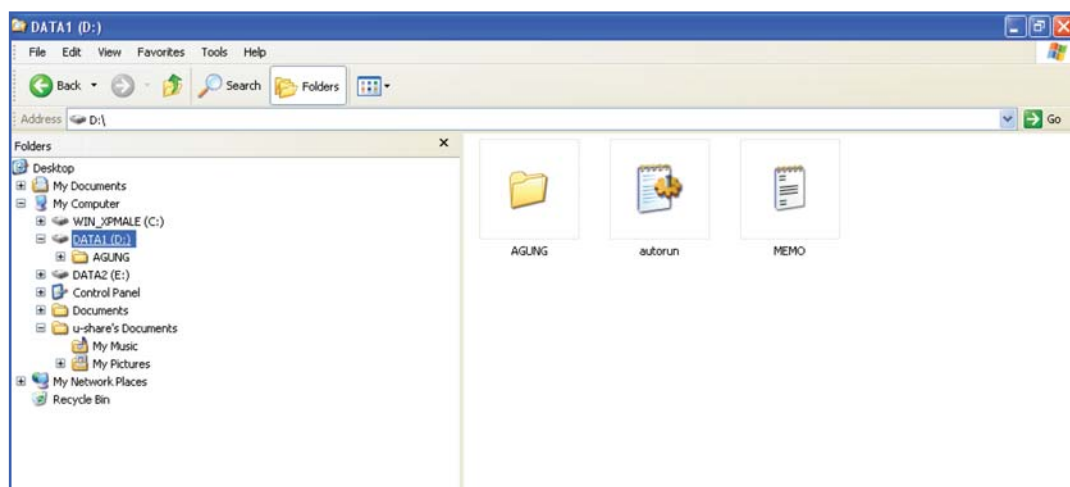 DATA1 (D:)
File Edit View Favorites Tools Help
Back Search Folders
Address D:\ Go
Folders
Desktop
My Documents
My Computer
WIN_XPMALE (C:)
DATA1 (D:)
AGUNG
DATA2 (E:)
Control Panel
Documents
u-share's Documents
My Music
My Pictures
My Network Places
Recycle Bin
AGUNG autorun MEMO